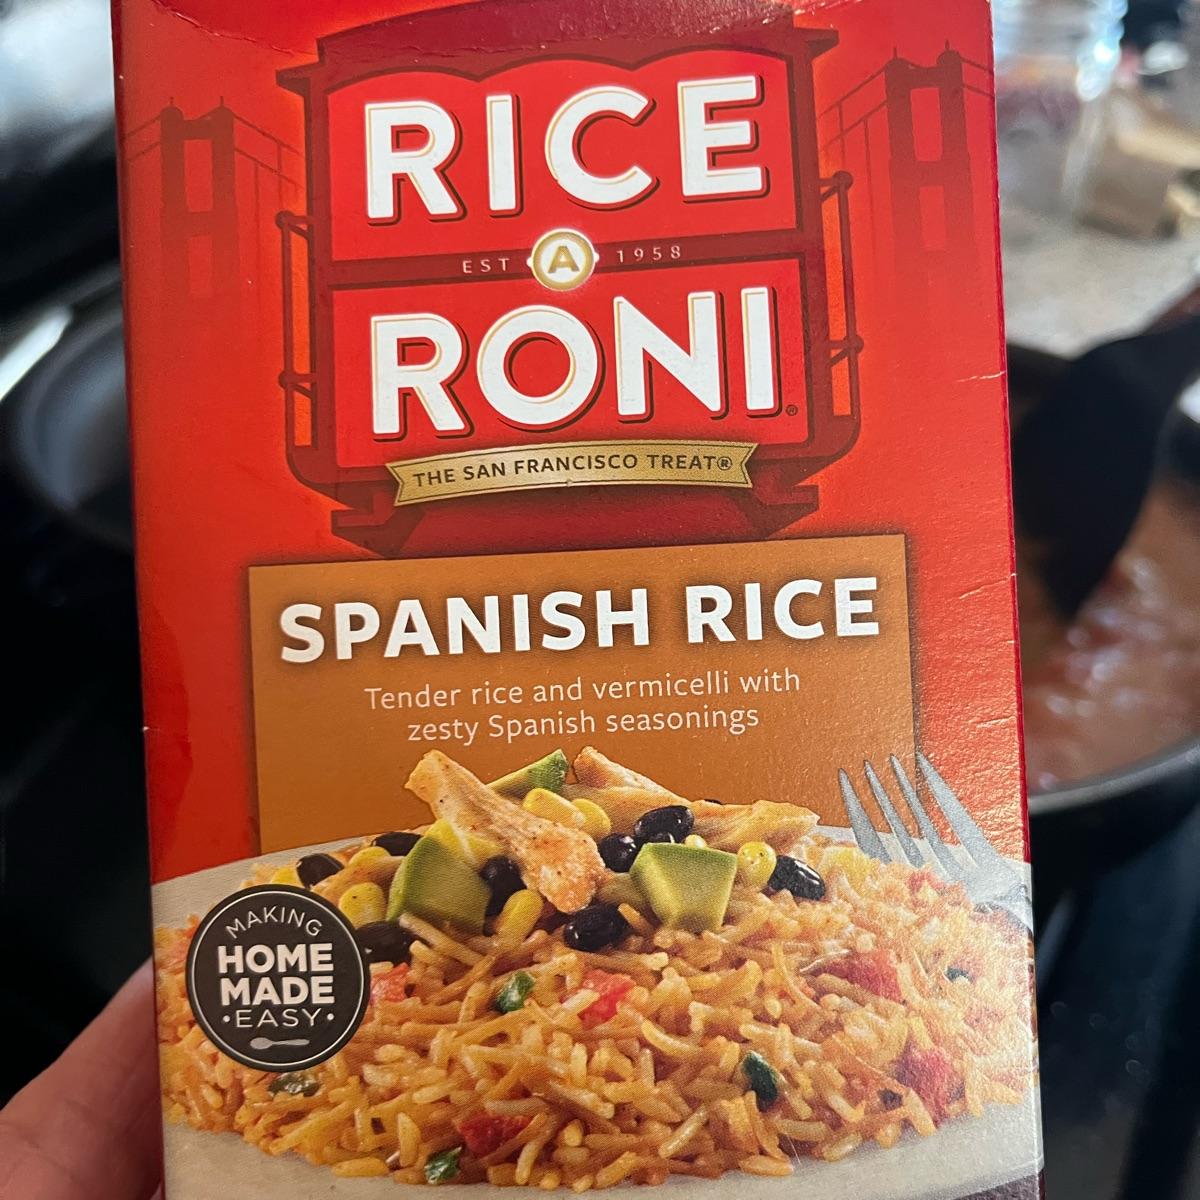 RICE
EST A 1958
RONI®
THE SAN FRANCISCO TREAT®
SPANISH RICE
Tender rice and vermicelli with
zesty Spanish seasonings
MAKING
HOME
MADE
·EASY·